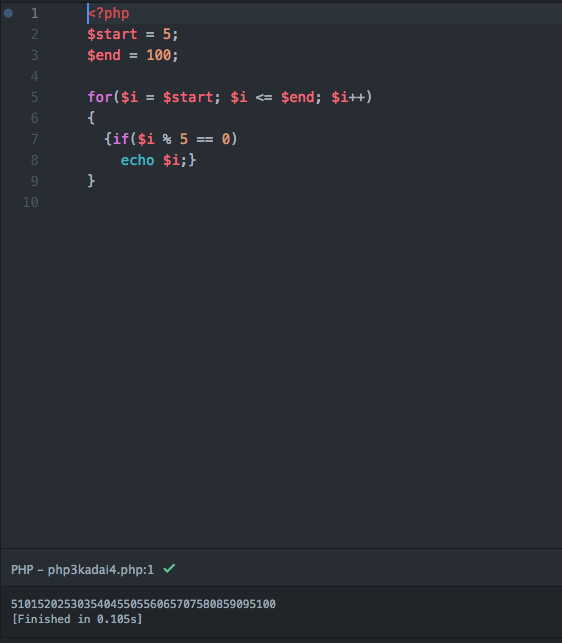 1 <?php
2 $start = 5;
3 $end = 100;
4
5 for($i = $start; $i <= $end; $i++)
6 {
7 {if($i % 5 == 0)
8 echo $i;}
9 }
10
PHP - php3kadai4.php:1
5101520253035404550556065707580859095100
[Finished in 0.105s]